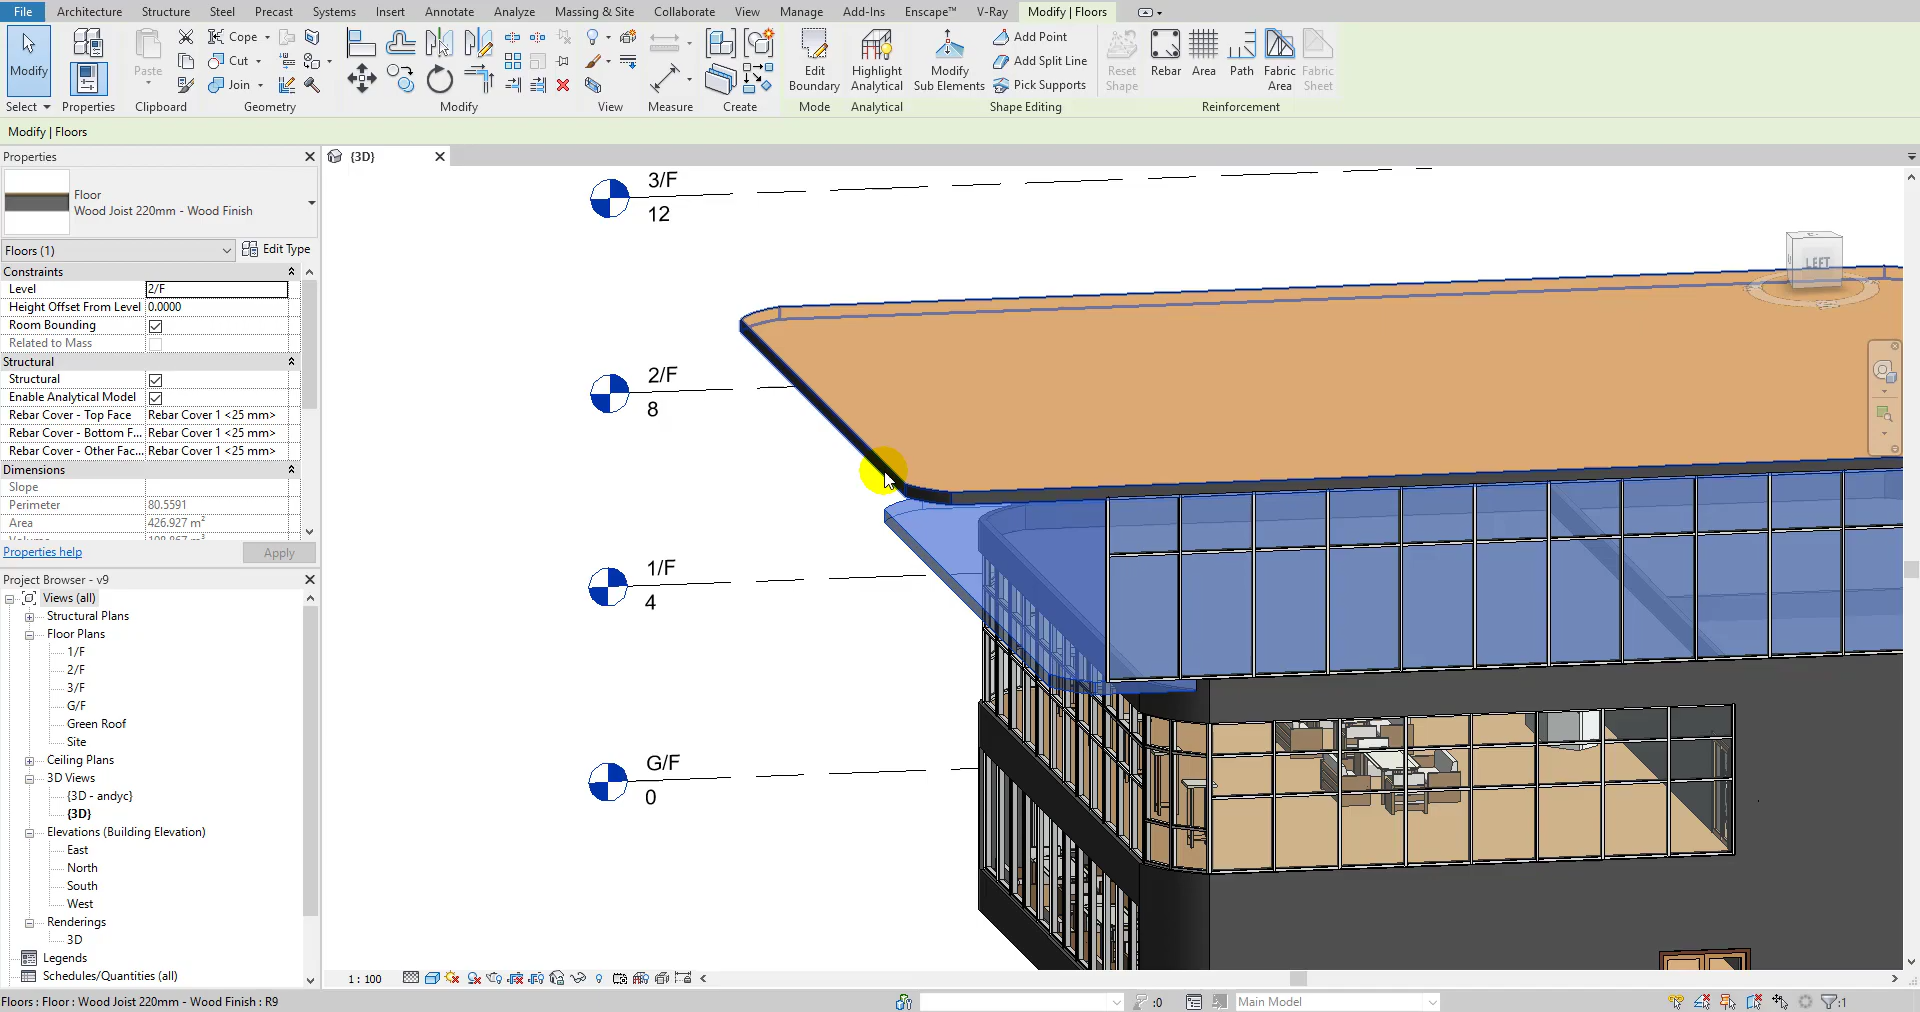 File Architecture Structure Steel Precast Systems Insert Annotate Analyze Massing & Site Collaborate View Manage Add-Ins Enscape™ V-Ray Modify | Floors
Modify
Select
Properties
Paste
Clipboard
Cope
Cut
Join
Geometry
Modify
View
Measure
Create
Edit
Boundary
Mode
Highlight
Analytical
Analytical
Modify
Sub Elements
Add Point
Add Split Line
Pick Supports
Reset
Shape
Shape Editing
Rebar
Area
Path
Fabric
Area
Fabric
Sheet
Reinforcement
Modify | Floors
Properties
Floor
Wood Joist 220mm - Wood Finish
Floors (1)
Edit Type
Constraints
Level 2/F
Height Offset From Level 0.0000
Room Bounding
Related to Mass
Structural
Structural
Enable Analytical Model
Rebar Cover - Top Face Rebar Cover 1 <25 mm>
Rebar Cover - Bottom F... Rebar Cover 1 <25 mm>
Rebar Cover - Other Fac... Rebar Cover 1 <25 mm>
Dimensions
Slope
Perimeter 80.5591
Area 426.927 m²
Properties help
Apply
Project Browser - v9
Views (all)
Structural Plans
Floor Plans
1/F
2/F
3/F
G/F
Green Roof
Site
Ceiling Plans
3D Views
{3D - andyc}
{3D}
Elevations (Building Elevation)
East
North
South
West
Renderings
3D
Legends
Schedules/Quantities (all)
{3D}
3/F
12
2/F
8
1/F
4
G/F
0
LEFT
1 : 100
Floors : Floor : Wood Joist 220mm - Wood Finish : R9
:0
Main Model
:1